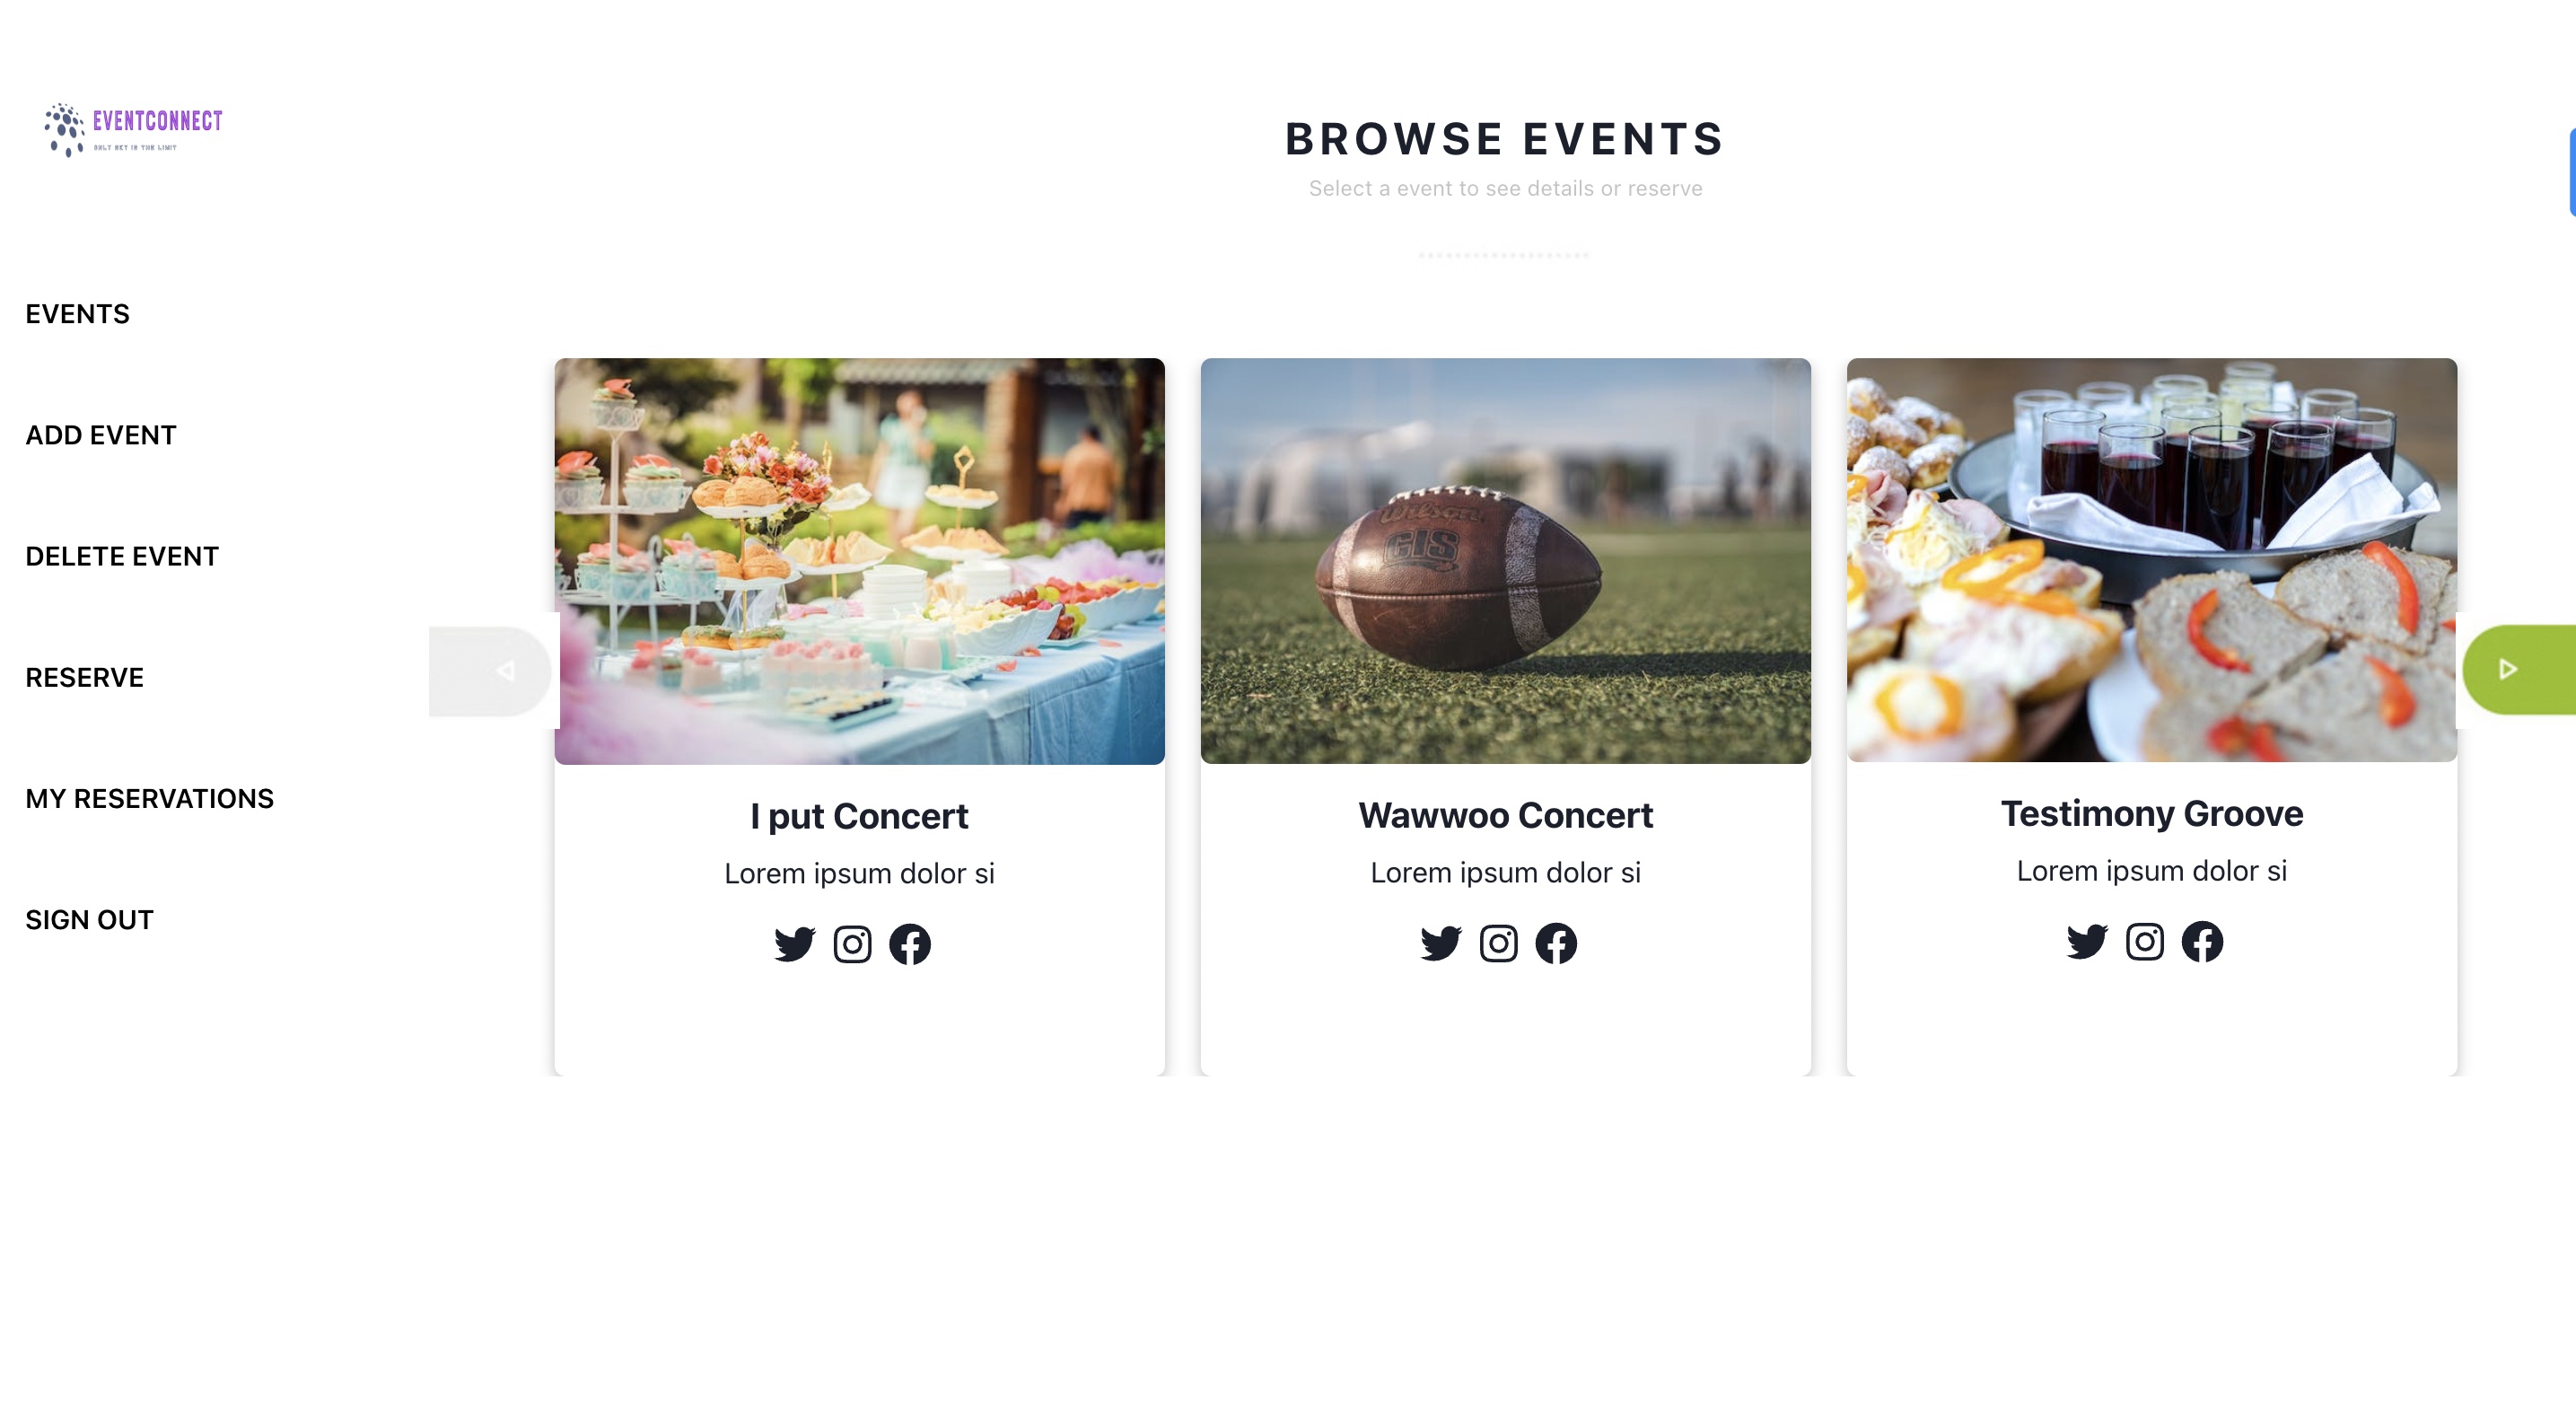 EVENTCONNECT
BROWSE EVENTS
Select a event to see details or reserve
EVENTS
ADD EVENT
DELETE EVENT
RESERVE
MY RESERVATIONS
SIGN OUT
Wilson
GIS
I put Concert
Lorem ipsum dolor si
Wawwoo Concert
Lorem ipsum dolor si
Testimony Groove
Lorem ipsum dolor si